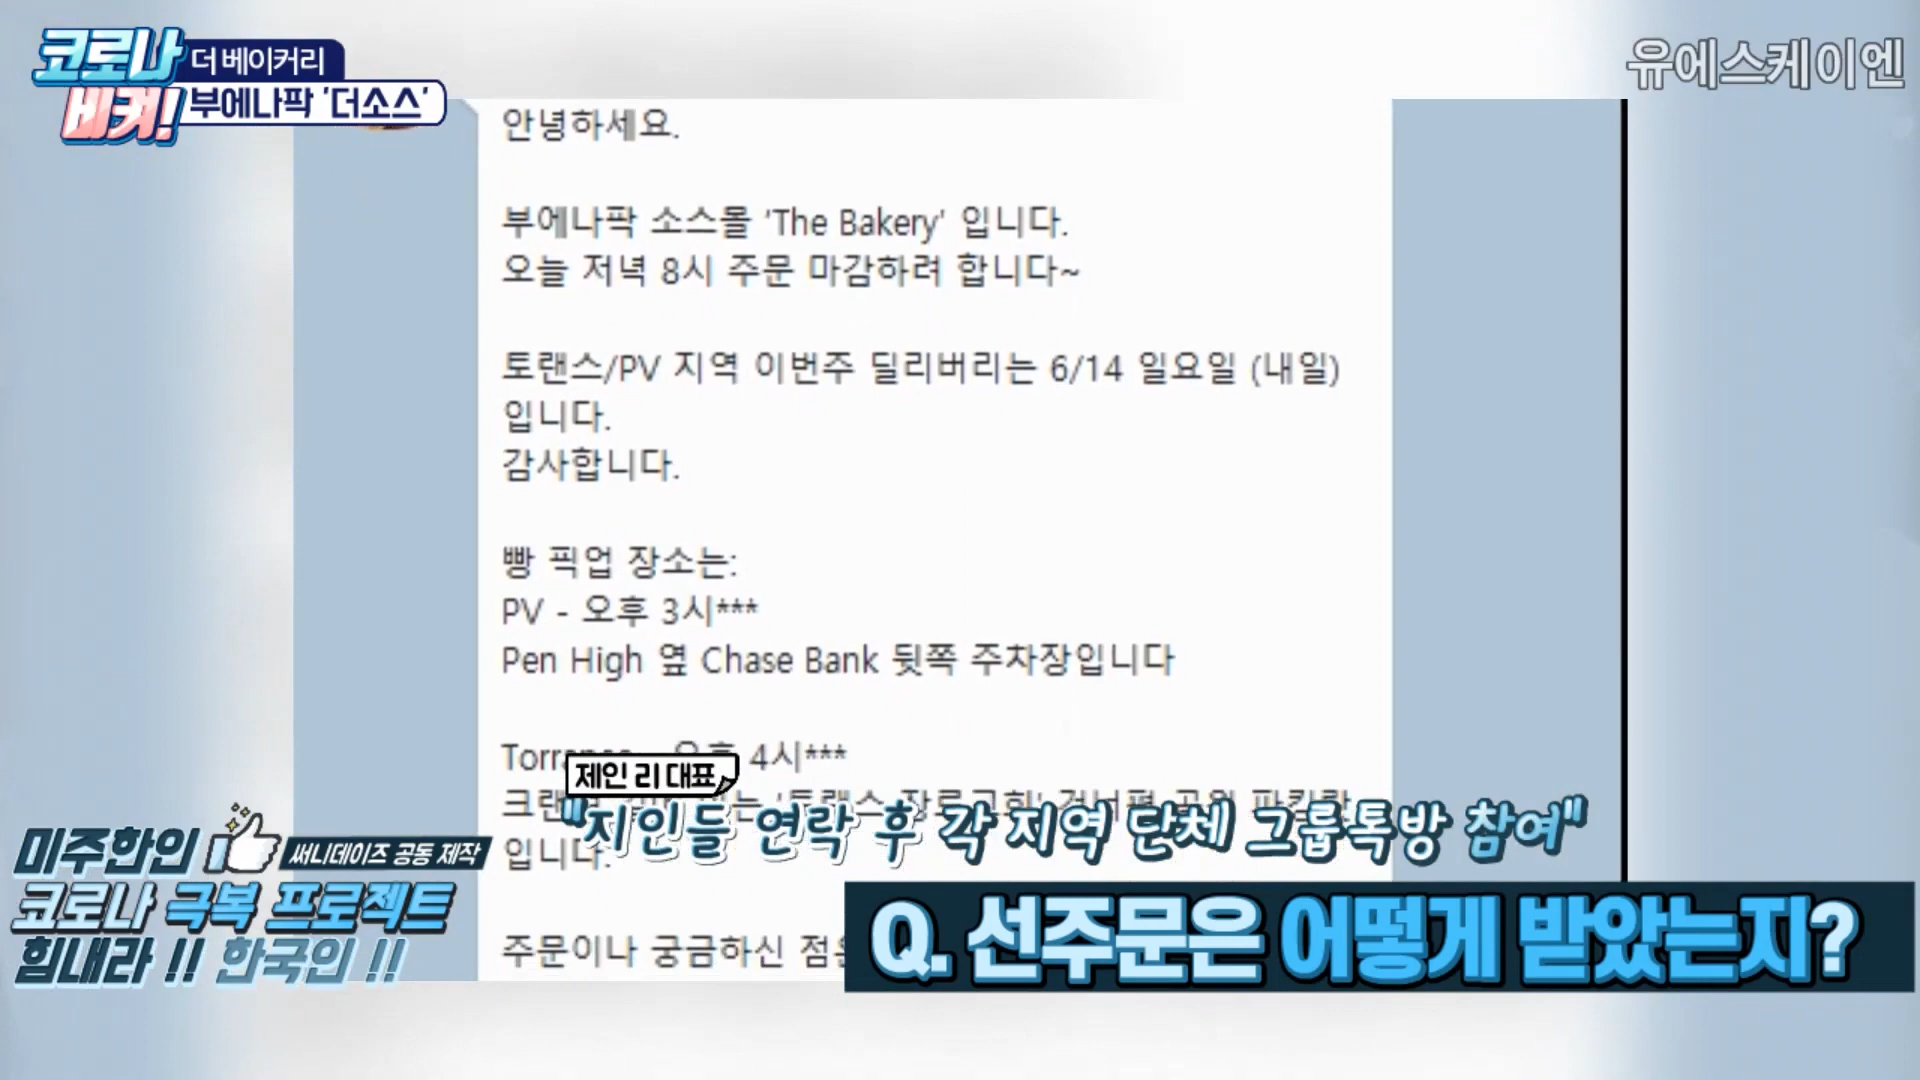 코로나 비켜!
더 베이커리
부에나팍 '더소스'
유에스케이엔
안녕하세요.
부에나팍 소스몰 'The Bakery' 입니다.
오늘 저녁 8시 주문 마감하려 합니다~
토랜스/PV 지역 이번주 딜리버리는 6/14 일요일 (내일)
입니다.
감사합니다.
빵 픽업 장소는:
PV - 오후 3시***
Pen High 옆 Chase Bank 뒷쪽 주차장입니다
4시***
입니다.
주문이나 궁금하신
제인 리 대표
"지인들 연락 후 각 지역 단체 그룹톡방 참여"
Q. 선주문은 어떻게 받았는지?
미주한인
써니데이즈 공동 제작
코로나 극복 프로젝트
힘내라 !! 한국인 !!